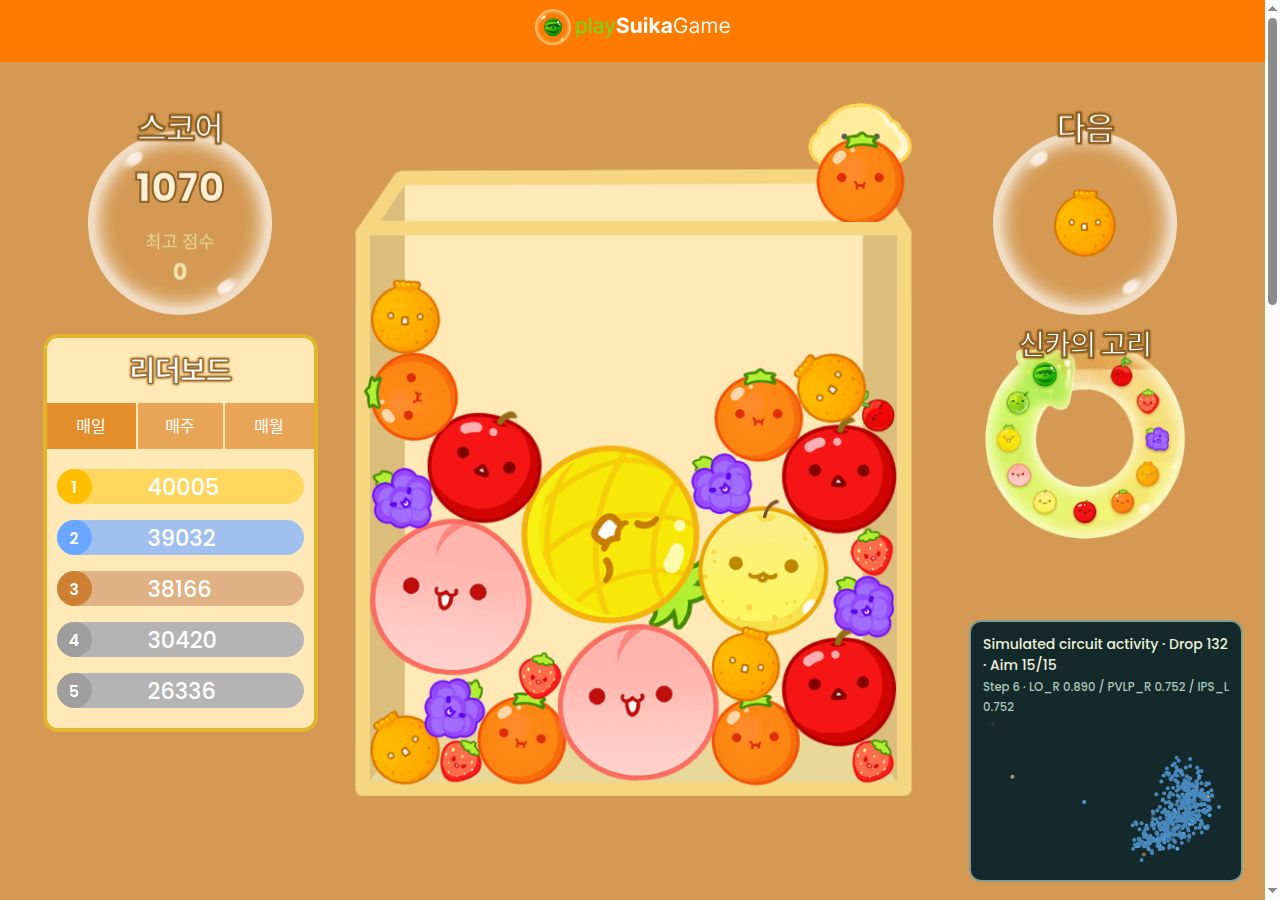 playSuikaGame
스코어
1070
최고 점수
0
다음
신카의 고리
리더보드
매일
매주
매월
1 40005
2 39032
3 38166
4 30420
5 26336
Simulated circuit activity · Drop 132
· Aim 15/15
Step 6 · LO_R 0.890 / PVLP_R 0.752 / IPS_L
0.752